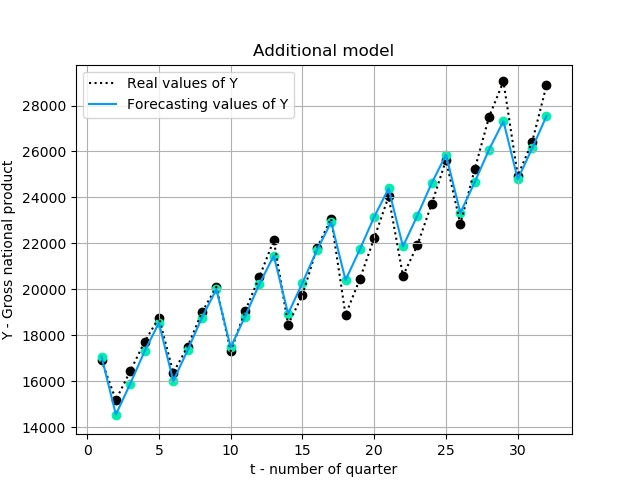 Additional model
Real values of Y
Forecasting values of Y
Y - Gross national product
28000
26000
24000
22000
20000
18000
16000
14000
0 5 10 15 20 25 30
t - number of quarter